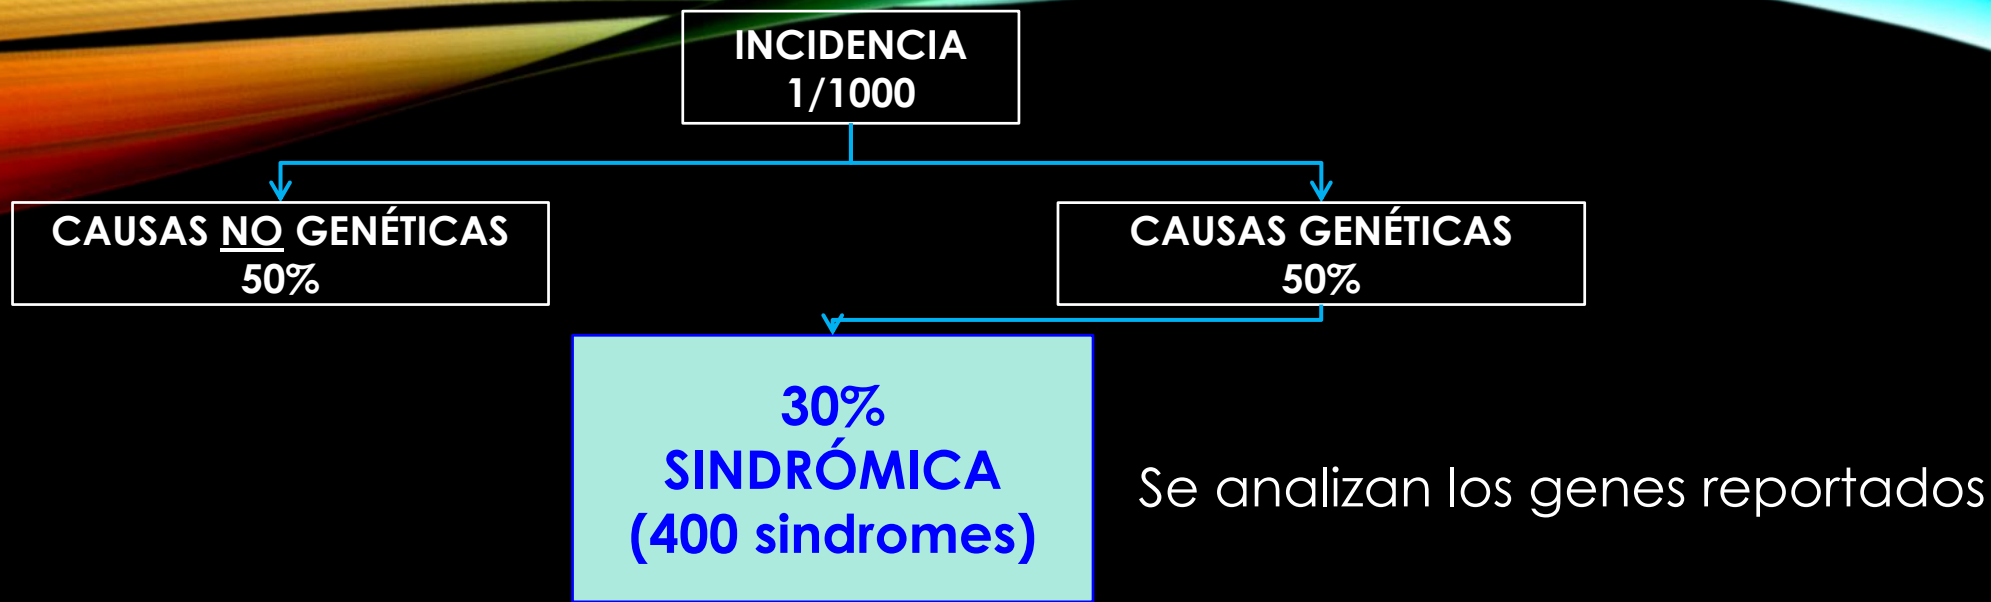 INCIDENCIA
1/1000
CAUSAS NO GENÉTICAS
50%
CAUSAS GENÉTICAS
50%
30%
SINDRÓMICA
(400 sindromes)
Se analizan los genes reportados